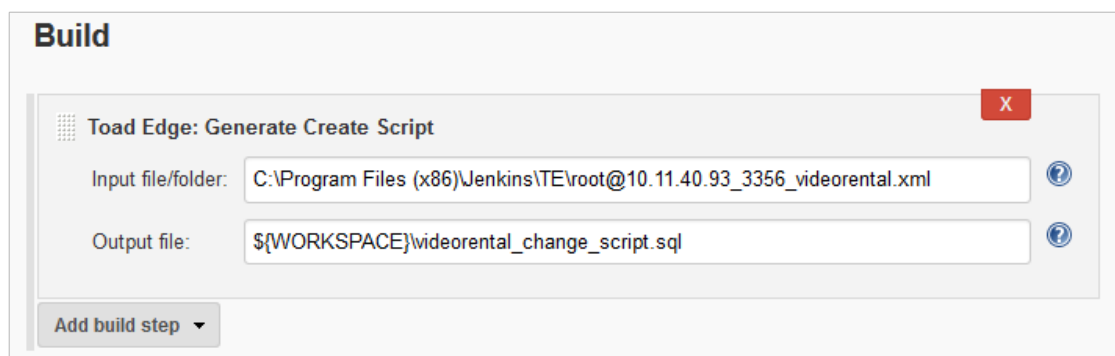 Build
X
Toad Edge: Generate Create Script
Input file/folder: C:\Program Files (x86)\Jenkins\TE\root@10.11.40.93_3356_videorental.xml ?
Output file: ${WORKSPACE}\videorental_change_script.sql ?
Add build step